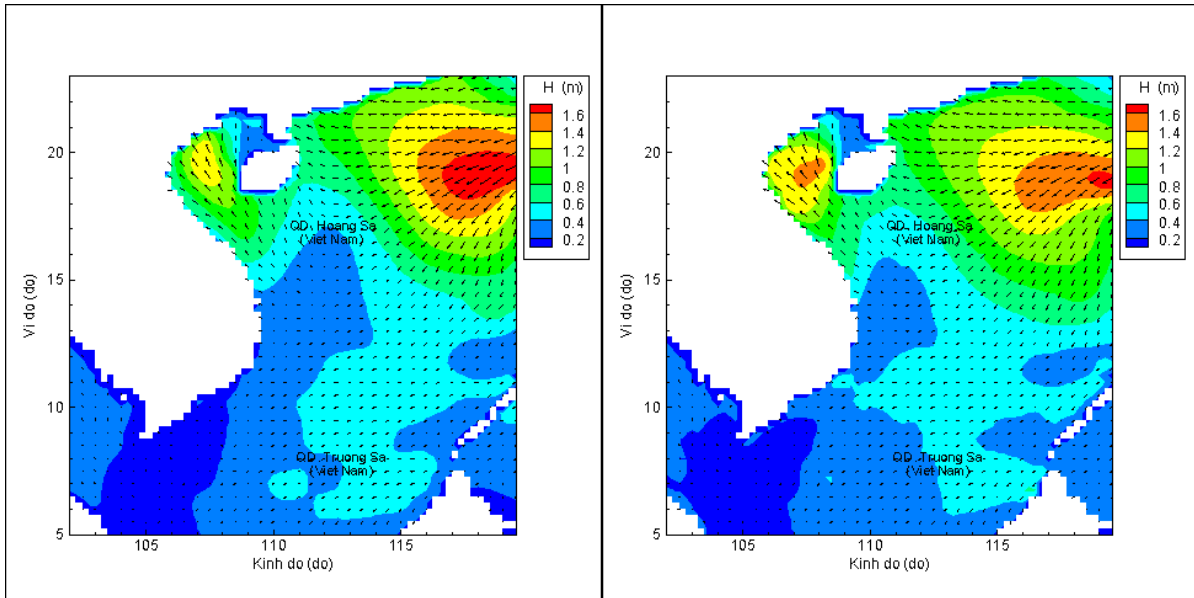 H (m)
1.6
1.4
1.2
1
0.8
0.6
0.4
0.2
20
15
10
5
Vi do (do)
QD. Hoang Sa
(Viet Nam)
QD. Truong Sa
(Viet Nam)
105
110
115
Kinh do (do)
H (m)
1.6
1.4
1.2
1
0.8
0.6
0.4
0.2
20
15
10
5
Vi do (do)
QD. Hoang Sa
(Viet Nam)
QD. Truong Sa
(Viet Nam)
105
110
115
Kinh do (do)